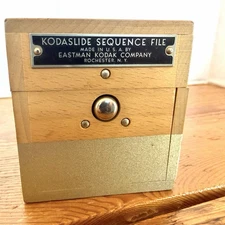 KODASLIDE SEQUENCE FILE
MADE IN U.S.A. BY
EASTMAN KODAK COMPANY
ROCHESTER, N.Y.